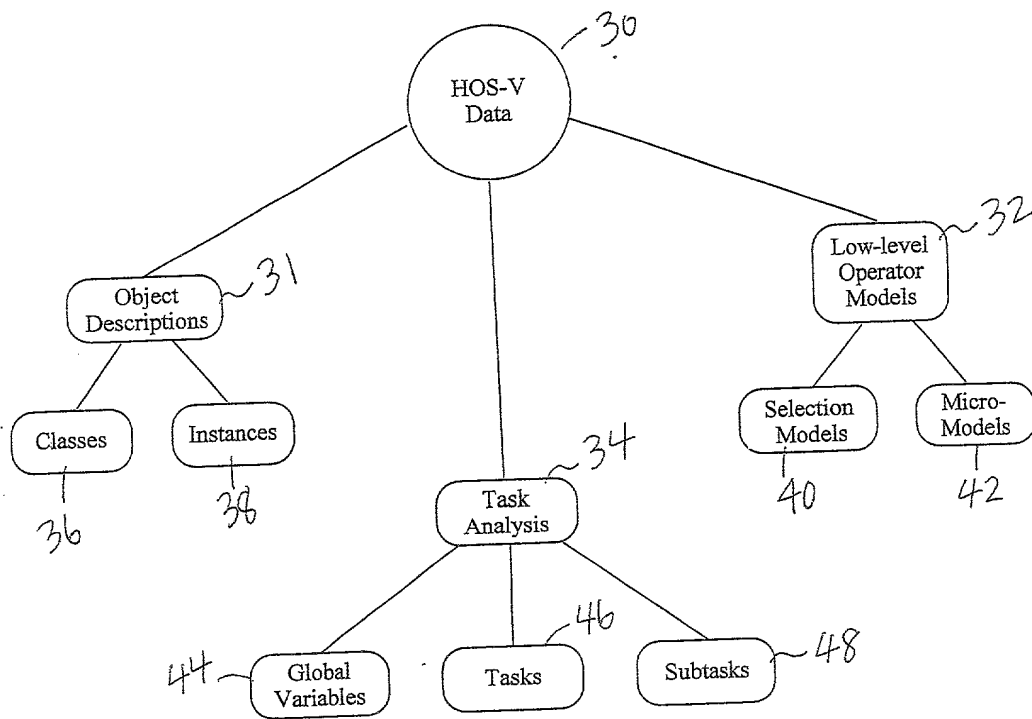 30
HOS-V
Data
32
Low-level
Operator
Models
31
Object
Descriptions
Selection
Models
Micro-
Models
Classes
Instances
34
40
42
36
38
Task
Analysis
46
44
Global
Variables
Tasks
Subtasks
48